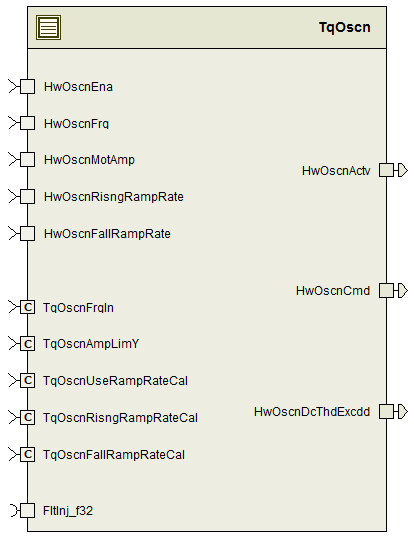 TqOscn
HwOscnEna
HwOscnFrq
HwOscnMotAmp
HwOscnActv
HwOscnRisngRampRate
HwOscnFallRampRate
HwOscnCmd
C TqOscnFrqIn
C TqOscnAmpLimY
C TqOscnUseRampRateCal
HwOscnDcThdExcdd
C TqOscnRisngRampRateCal
C TqOscnFallRampRateCal
FltInj_f32